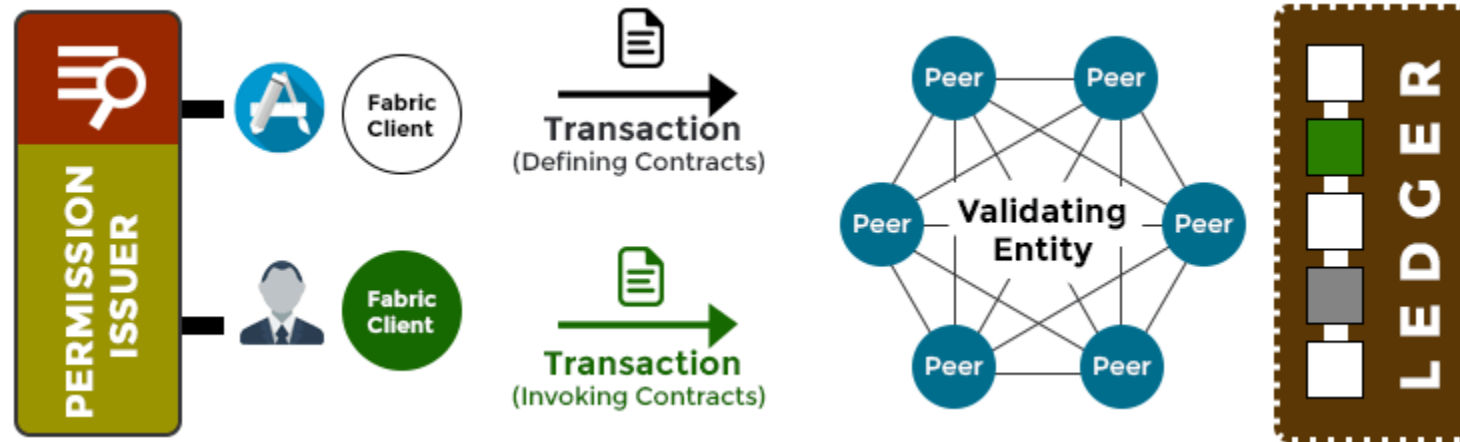 PERMISSION
ISSUER
Fabric
Client
Transaction
(Defining Contracts)
Fabric
Client
Transaction
(Invoking Contracts)
Peer
Peer
Peer
Validating
Entity
Peer
Peer
Peer
LEDGER